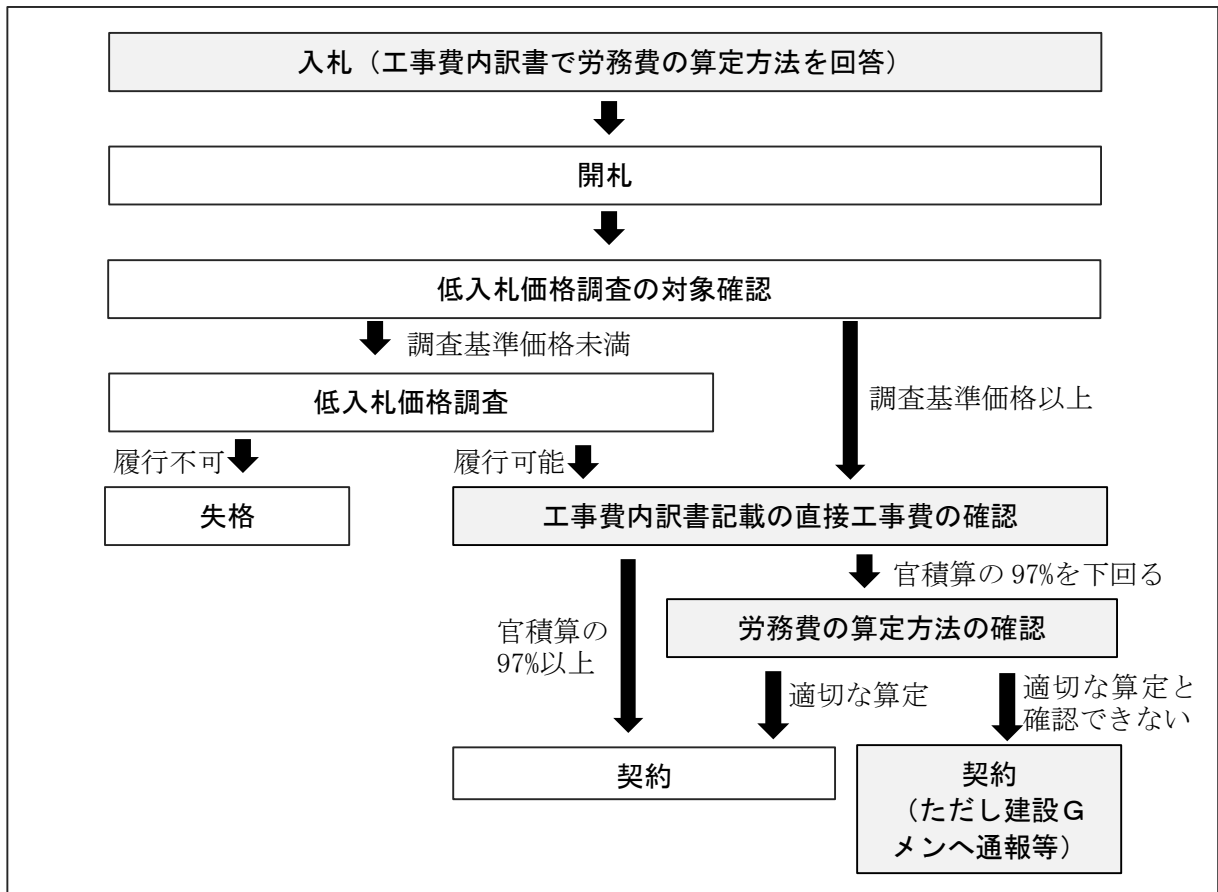 入札（工事費内訳書で労務費の算定方法を回答）
開札
低入札価格調査の対象確認
調査基準価格未満
低入札価格調査
調査基準価格以上
履行不可
履行可能
失格
工事費内訳書記載の直接工事費の確認
官積算の 97%を下回る
労務費の算定方法の確認
官積算の
97%以上
適切な算定
適切な算定と
確認できない
契約
契約
（ただし建設Ｇ
メンへ通報等）